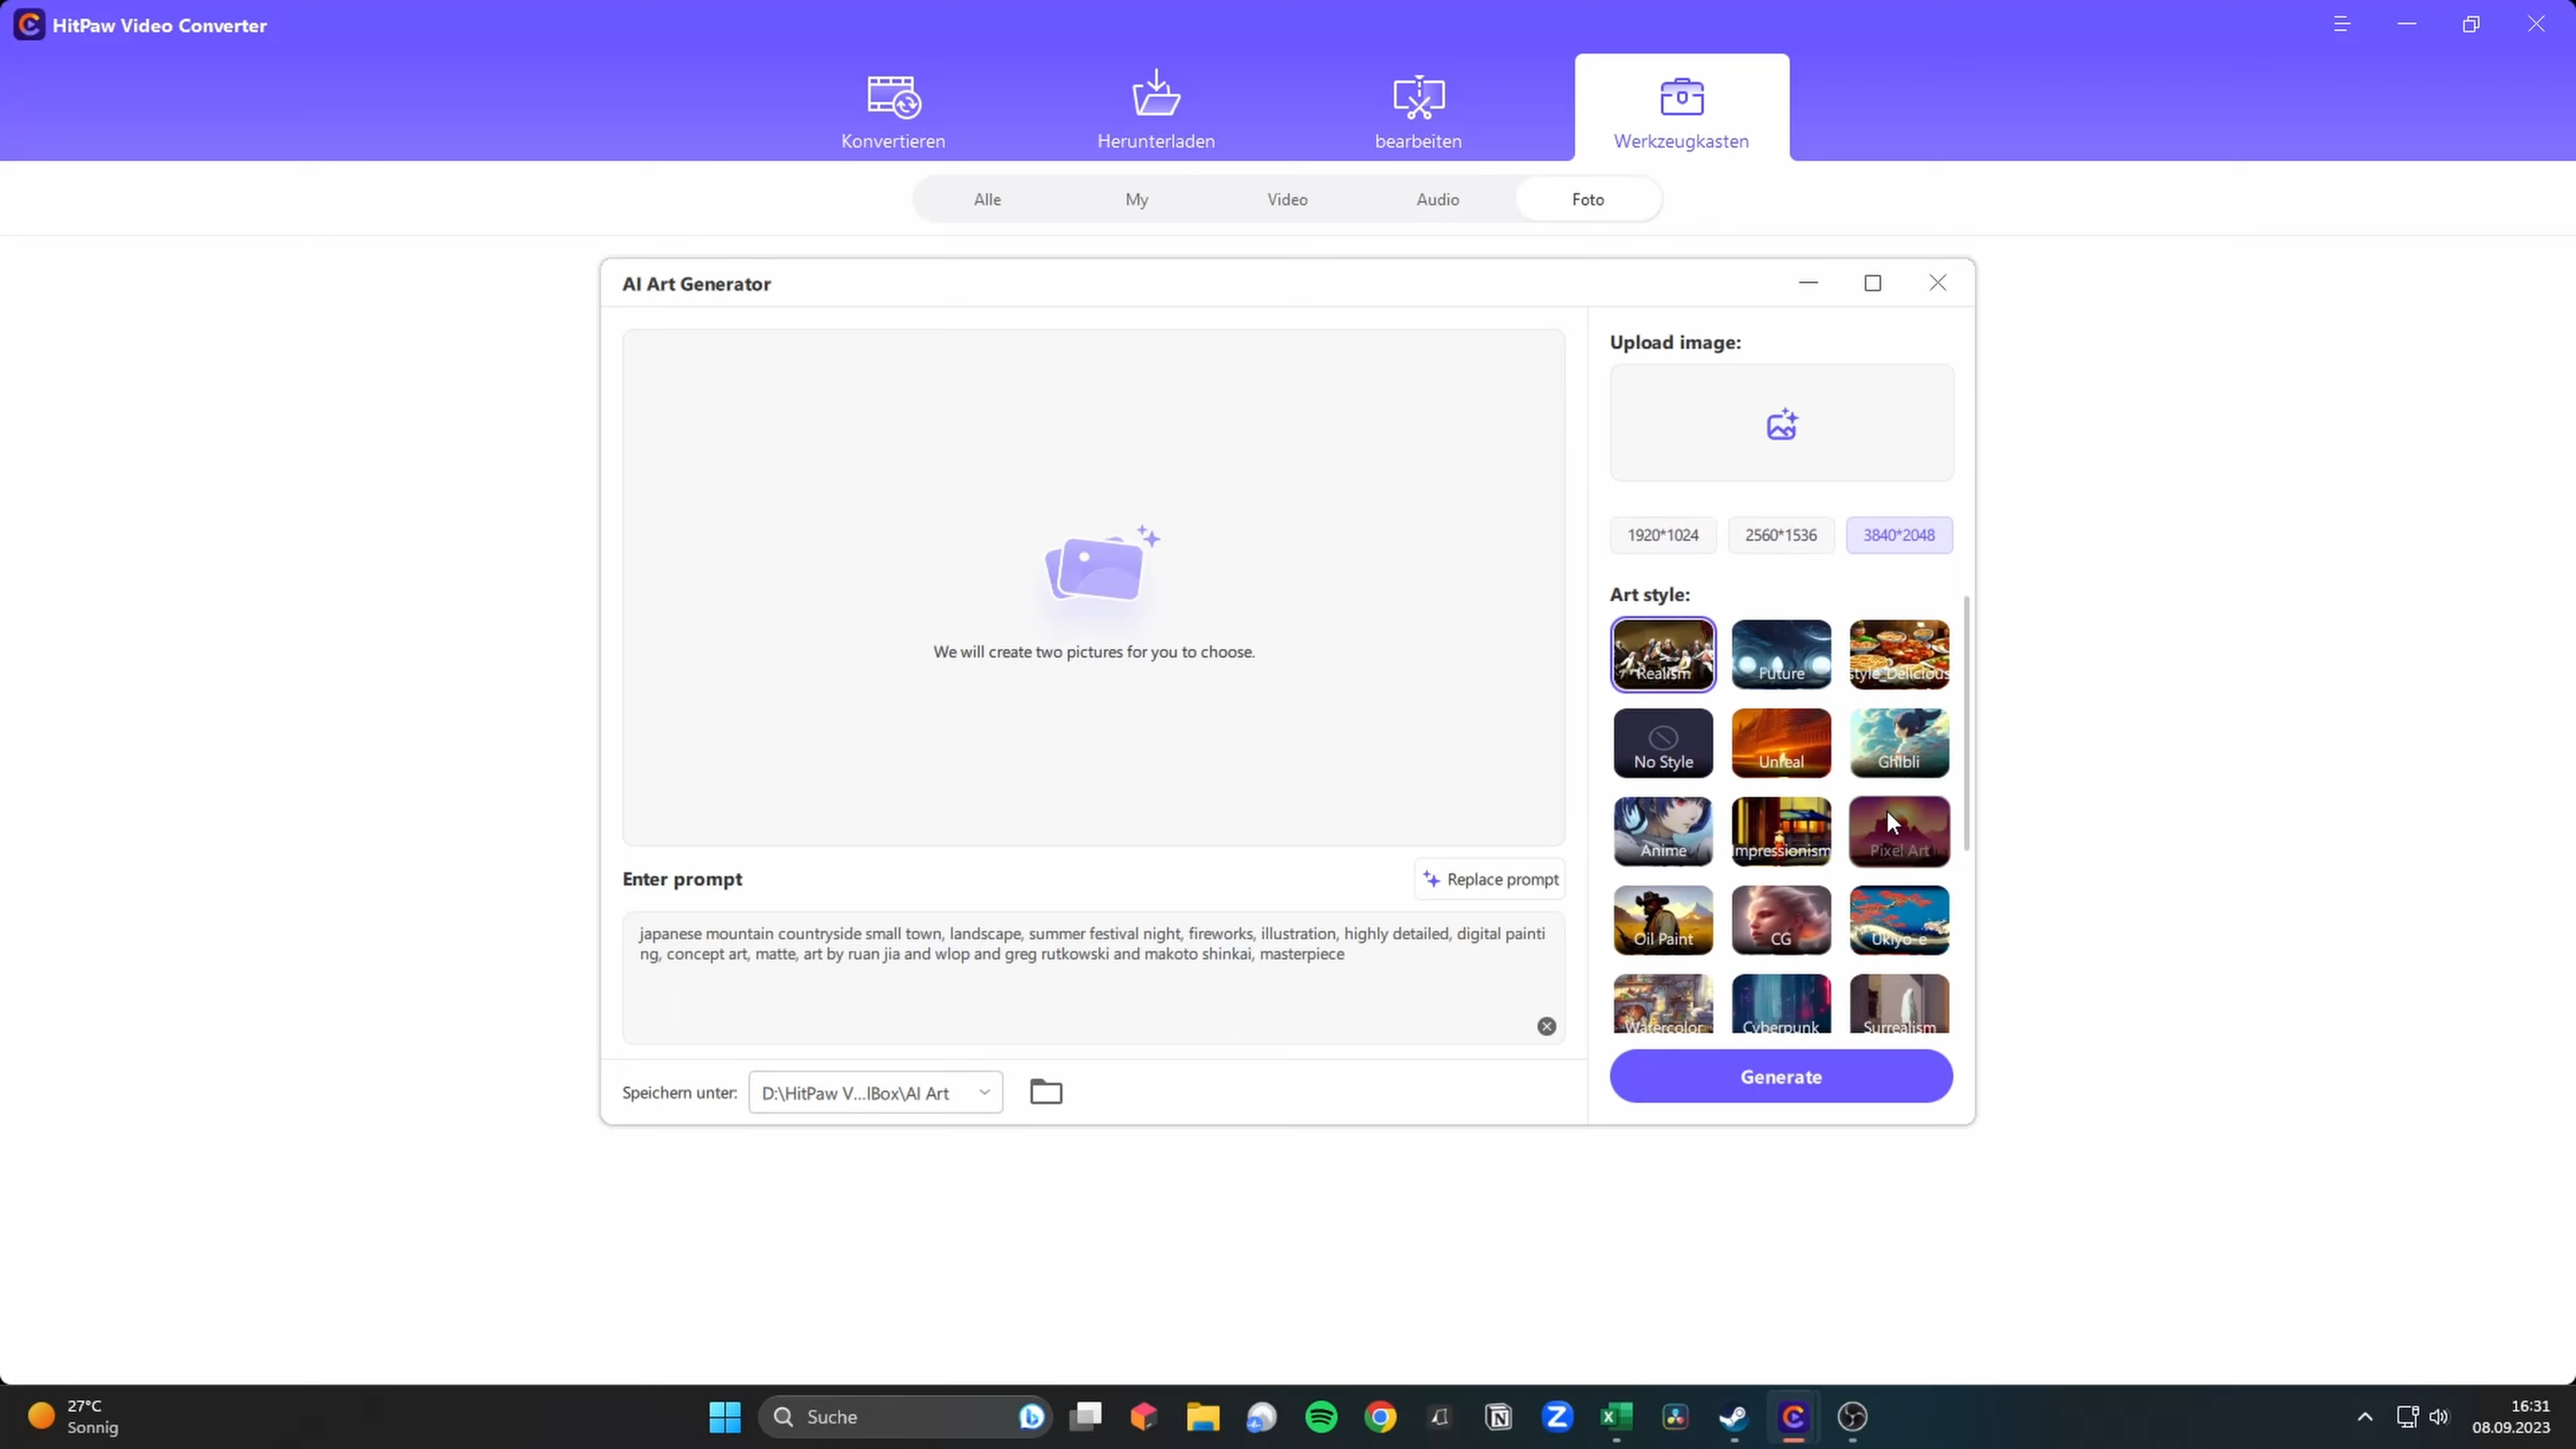 HitPaw Video Converter
Konvertieren
Herunterladen
bearbeiten
Werkzeugkasten
Alle
My
Video
Audio
Foto
AI Art Generator
We will create two pictures for you to choose.
Enter prompt
Replace prompt
japanese mountain countryside small town, landscape, summer festival night, fireworks, illustration, highly detailed, digital painti
ng, concept art, matte, art by ruan jia and wlop and greg rutkowski and makoto shinkai, masterpiece
Speichern unter:
D:\HitPaw V...lBox\AI Art
Upload image:
1920*1024
2560*1536
3840*2048
Art style:
Realism
Future
style_Delicious
No Style
Unreal
Ghibli
Anime
Impressionism
Pixel Art
Oil Paint
CG
Ukiyo-e
Watercolor
Cyberpunk
Surrealism
Generate
27°C
Sonnig
Suche
16:31
08.09.2023